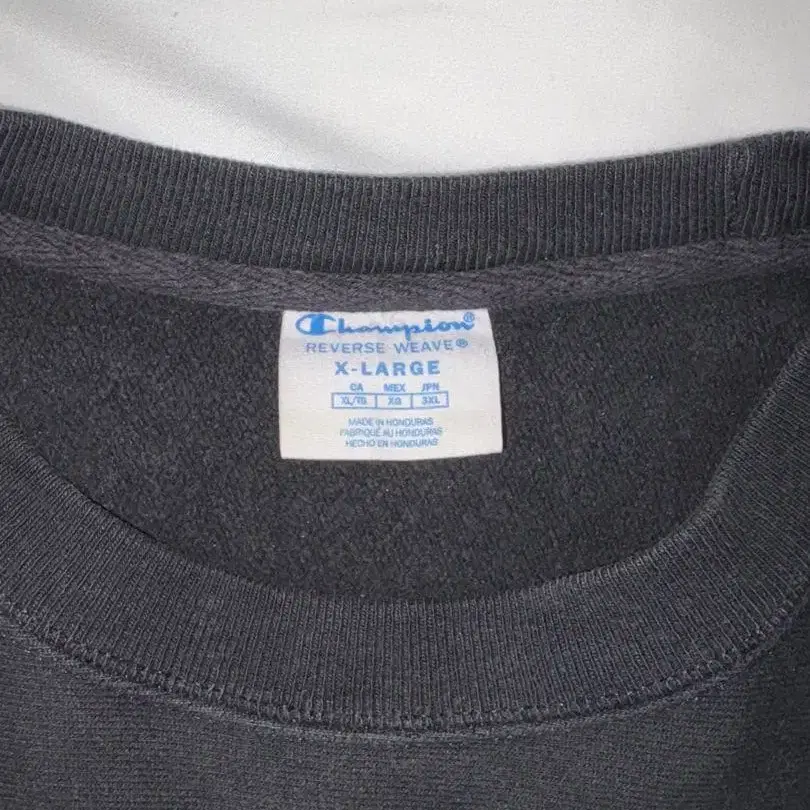 Champion®
REVERSE WEAVE®
X-LARGE
CA MEX JPN
XL/TG XG 3XL
MADE IN HONDURAS
FABRIQUÉ AU HONDURAS
HECHO EN HONDURAS